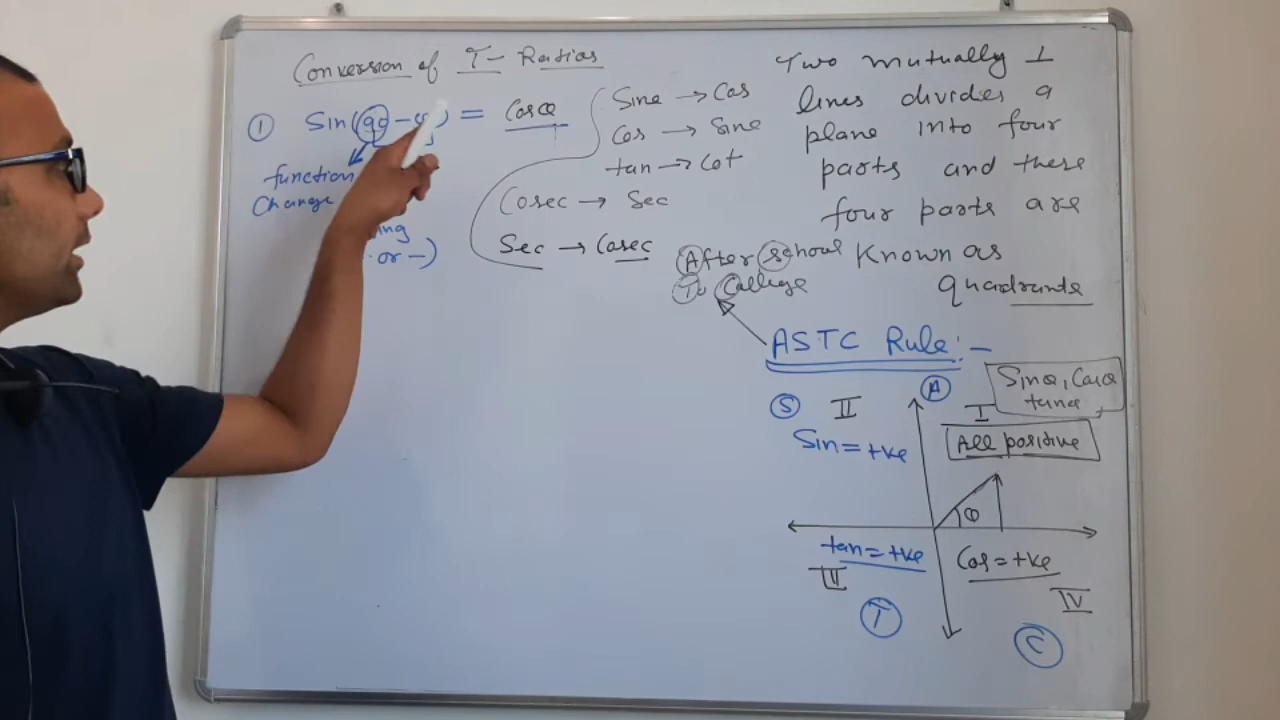 Conversion of T- Ratios
① Sin(90 - ) = Cosθ
function
Change
or -)
Sine → Cos
Cos → Sine
tan → Cot
Cosec → Sec
Sec → Cosec
Two mutually ⊥
lines divides a
plane into four
parts and these
four parts are
Known as
quadrants
After school
To College
ASTC Rule:-
Sinθ, Cosθ
tanθ
S II
A
I
All positive
Sin = +ve
θ
tan = +ve
III
T
Cos = +ve
IV
C